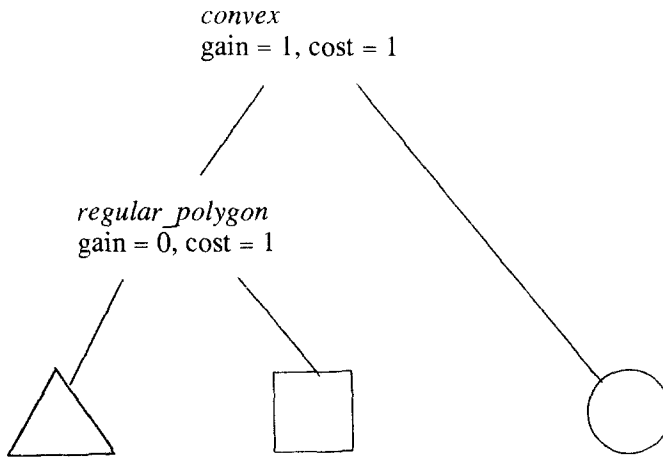 convex
gain = 1, cost = 1
regular_polygon
gain = 0, cost = 1